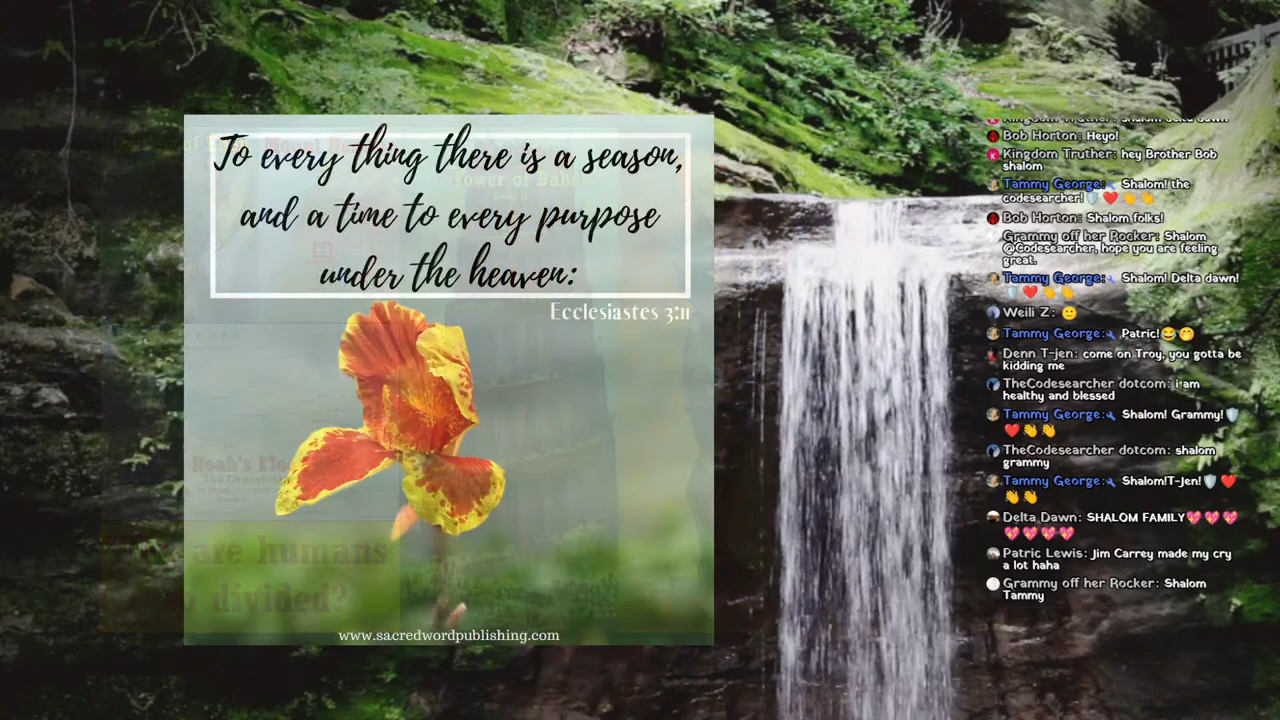 To every thing there is a season,
and a time to every purpose
under the heaven:
Ecclesiastes 3:11
are humans
divided?
www.sacredwordpublishing.com
Bob Horton: Heyo!
Kingdom Truther: hey Brother Bob
shalom
Tammy George: Shalom! the
codesearcher!🛡️❤️👏👏
Bob Horton: Shalom folks!
Grammy off her Rocker: Shalom
@Codesearcher, hope you are feeling
great.
Tammy George: Shalom! Delta dawn!
🛡️❤️👏👏
Weili Z: 🙂
Tammy George: Patric!😂🤭
Denn T-jen: come on Troy, you gotta be
kidding me
TheCodesearcher dotcom: i am
healthy and blessed
Tammy George: Shalom! Grammy!🛡️
❤️👏👏
TheCodesearcher dotcom: shalom
grammy
Tammy George: Shalom!T-jen!🛡️❤️
👏👏
Delta Dawn: SHALOM FAMILY💖💖💖
💖💖💖💖
Patric Lewis: Jim Carrey made my cry
a lot haha
Grammy off her Rocker: Shalom
Tammy